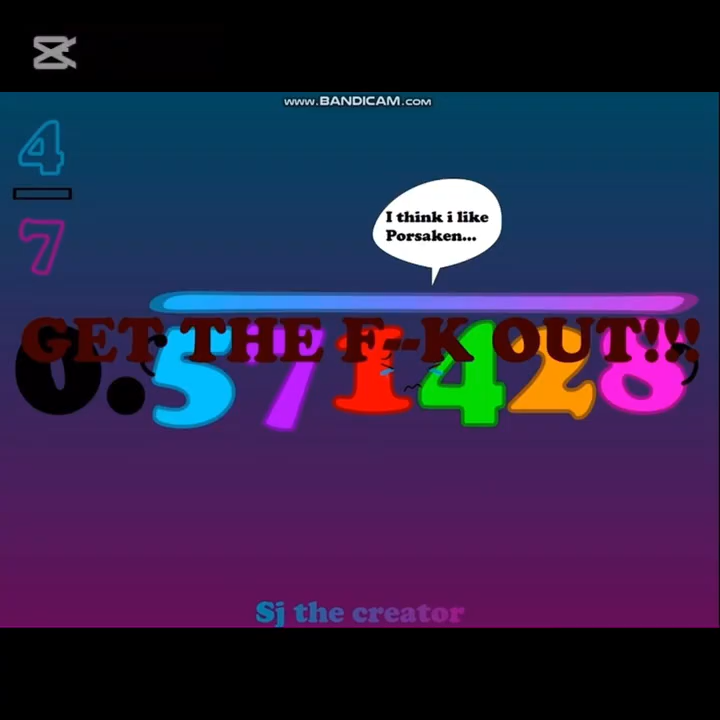 www.BANDICAM.com
4
7
I think i like
Porsaken...
GET THE F--K OUT!!!
0.571428
Sj the creator